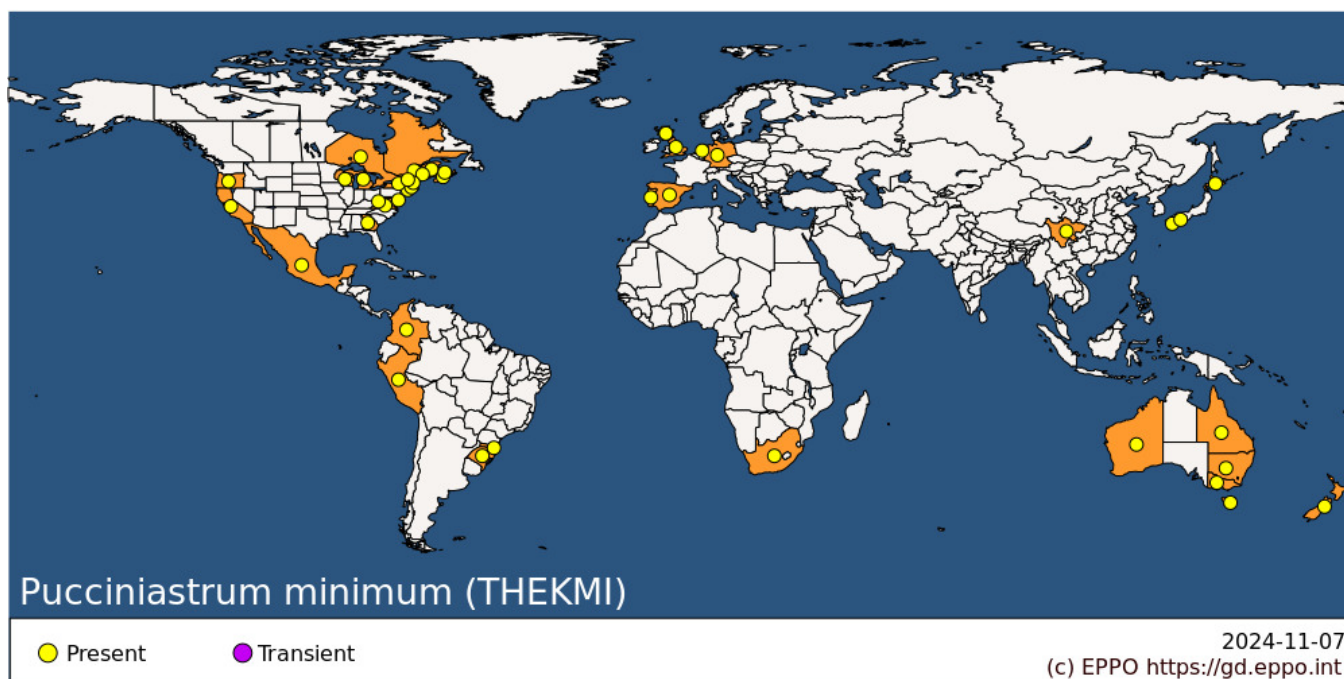 Pucciniastrum minimum (THEKMI)
Present
Transient
2024-11-07
(c) EPPO https://gd.eppo.int